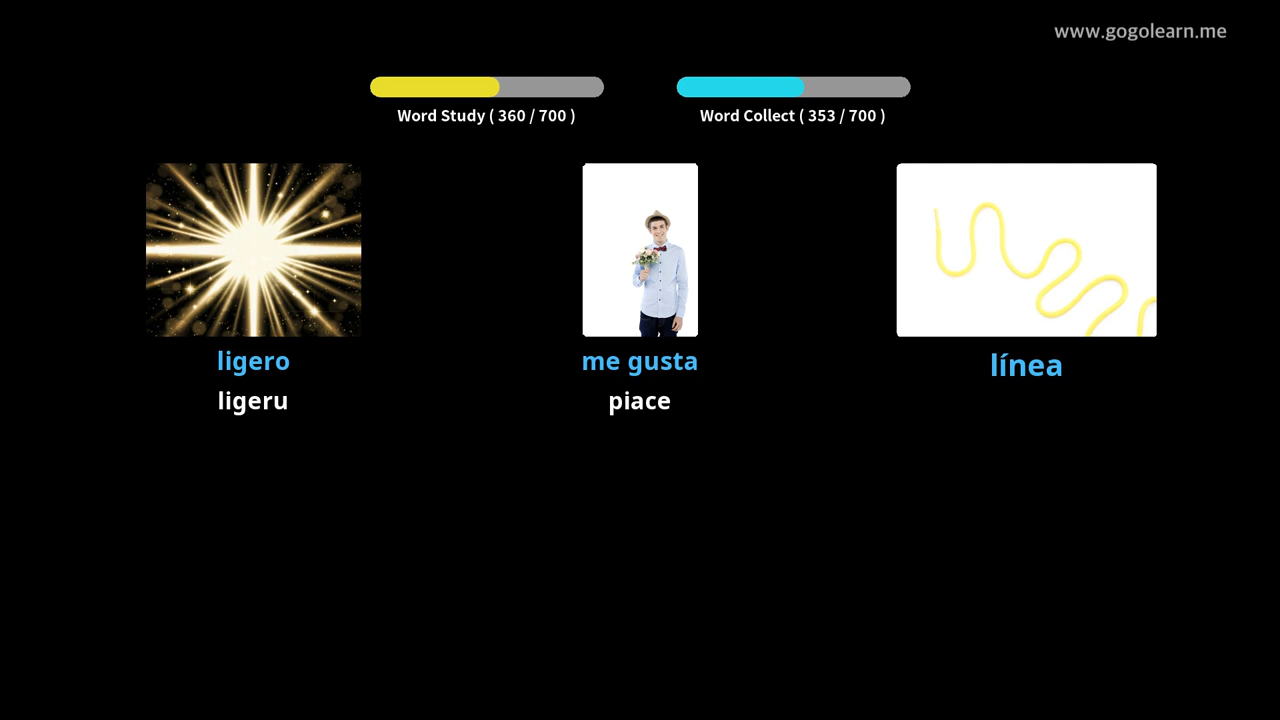 www.gogolearn.me
Word Study ( 360 / 700 )
Word Collect ( 353 / 700 )
ligero
ligeru
me gusta
piace
línea